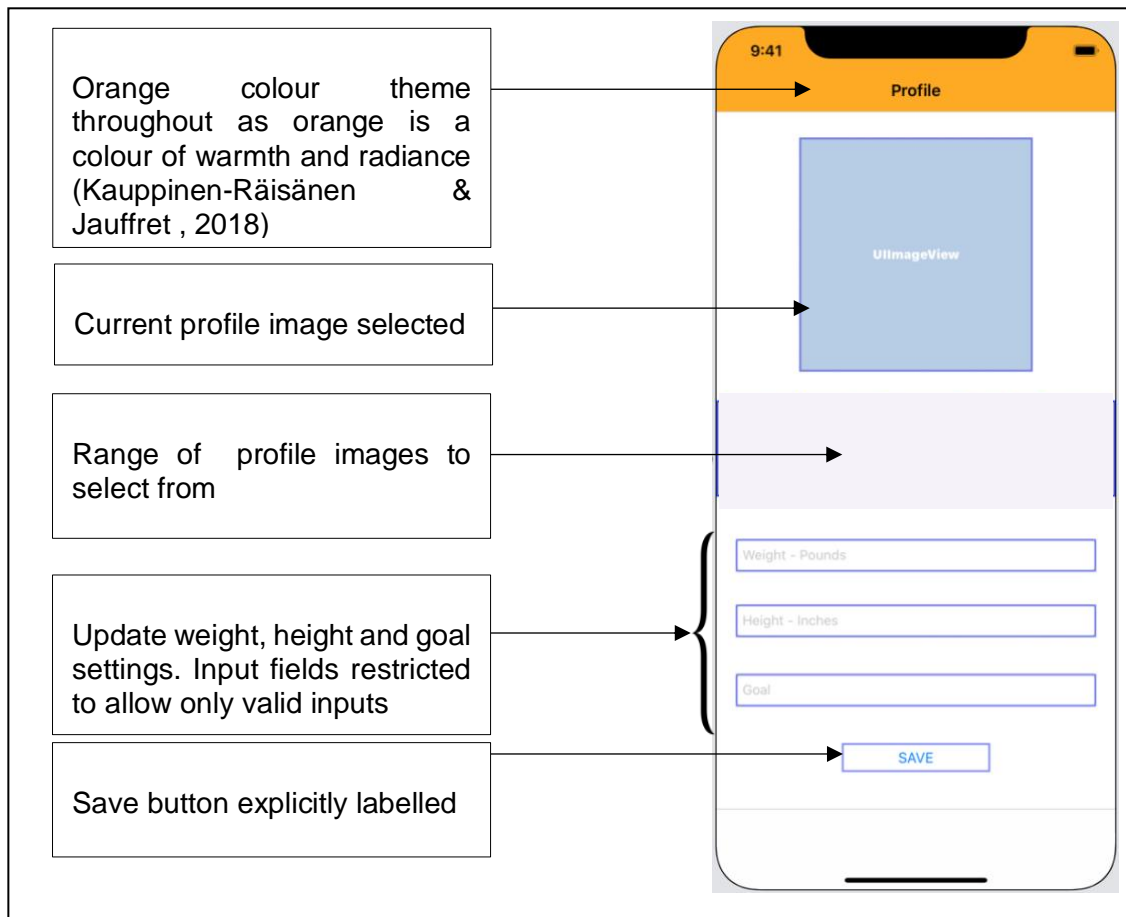 Orange colour theme
throughout as orange is a
colour of warmth and radiance
(Kauppinen-Räisänen &
Jauffret , 2018)
Current profile image selected
Range of profile images to
select from
Update weight, height and goal
settings. Input fields restricted
to allow only valid inputs
Save button explicitly labelled
9:41
Profile
UIImageView
Weight - Pounds
Height - Inches
Goal
SAVE